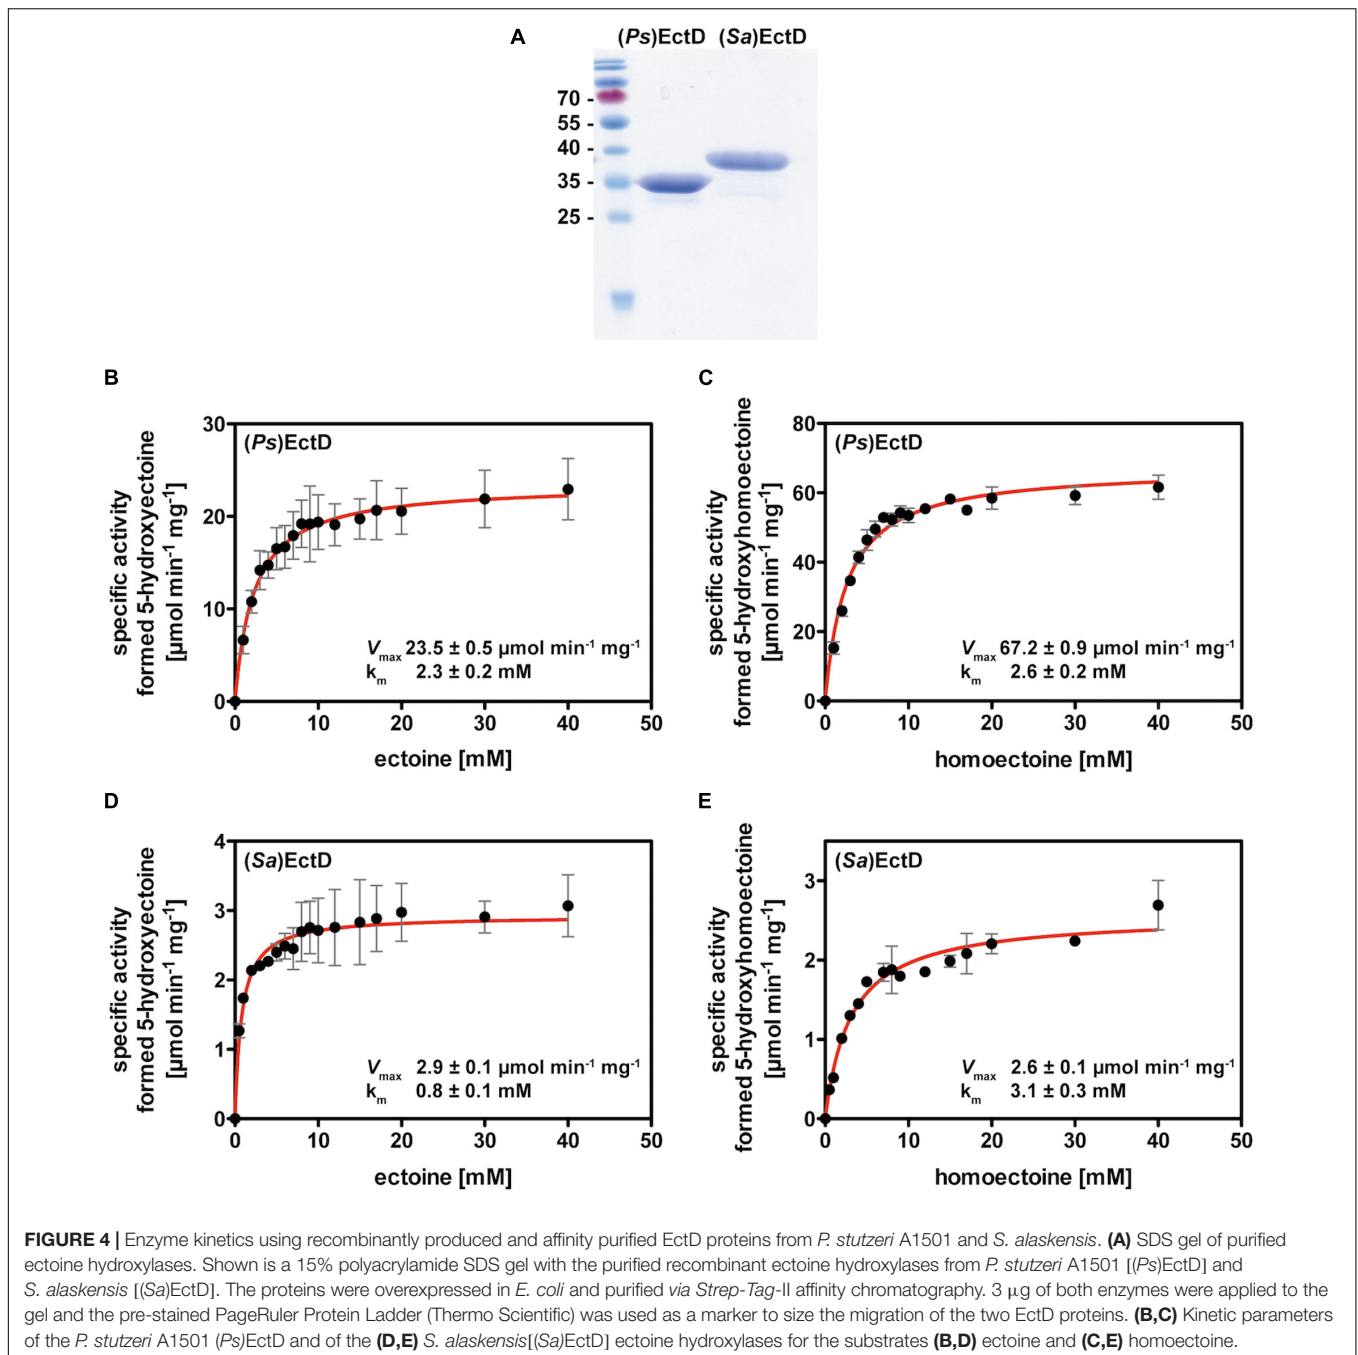 A
(Ps)EctD (Sa)EctD
70 -
55 -
40 -
35 -
25 -
B
specific activity
formed 5-hydroxyectoine
[µmol min-1 mg-1]
30
20
10
0
(Ps)EctD
Vmax 23.5 ± 0.5 µmol min-1 mg-1
km 2.3 ± 0.2 mM
0 10 20 30 40 50
ectoine [mM]
C
specific activity
formed 5-hydroxyhomoectoine
[µmol min-1 mg-1]
80
60
40
20
0
(Ps)EctD
Vmax 67.2 ± 0.9 µmol min-1 mg-1
km 2.6 ± 0.2 mM
0 10 20 30 40 50
homoectoine [mM]
D
specific activity
formed 5-hydroxyectoine
[µmol min-1 mg-1]
4
3
2
1
0
(Sa)EctD
Vmax 2.9 ± 0.1 µmol min-1 mg-1
km 0.8 ± 0.1 mM
0 10 20 30 40 50
ectoine [mM]
E
specific activity
formed 5-hydroxyhomoectoine
[µmol min-1 mg-1]
3
2
1
0
(Sa)EctD
Vmax 2.6 ± 0.1 µmol min-1 mg-1
km 3.1 ± 0.3 mM
0 10 20 30 40 50
homoectoine [mM]
FIGURE 4 | Enzyme kinetics using recombinantly produced and affinity purified EctD proteins from P. stutzeri A1501 and S. alaskensis. (A) SDS gel of purified
ectoine hydroxylases. Shown is a 15% polyacrylamide SDS gel with the purified recombinant ectoine hydroxylases from P. stutzeri A1501 [(Ps)EctD] and
S. alaskensis [(Sa)EctD]. The proteins were overexpressed in E. coli and purified via Strep-Tag-II affinity chromatography. 3 µg of both enzymes were applied to the
gel and the pre-stained PageRuler Protein Ladder (Thermo Scientific) was used as a marker to size the migration of the two EctD proteins. (B,C) Kinetic parameters
of the P. stutzeri A1501 (Ps)EctD and of the (D,E) S. alaskensis[(Sa)EctD] ectoine hydroxylases for the substrates (B,D) ectoine and (C,E) homoectoine.